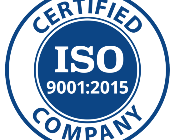 CERTIFIED
ISO
9001:2015
COMPANY